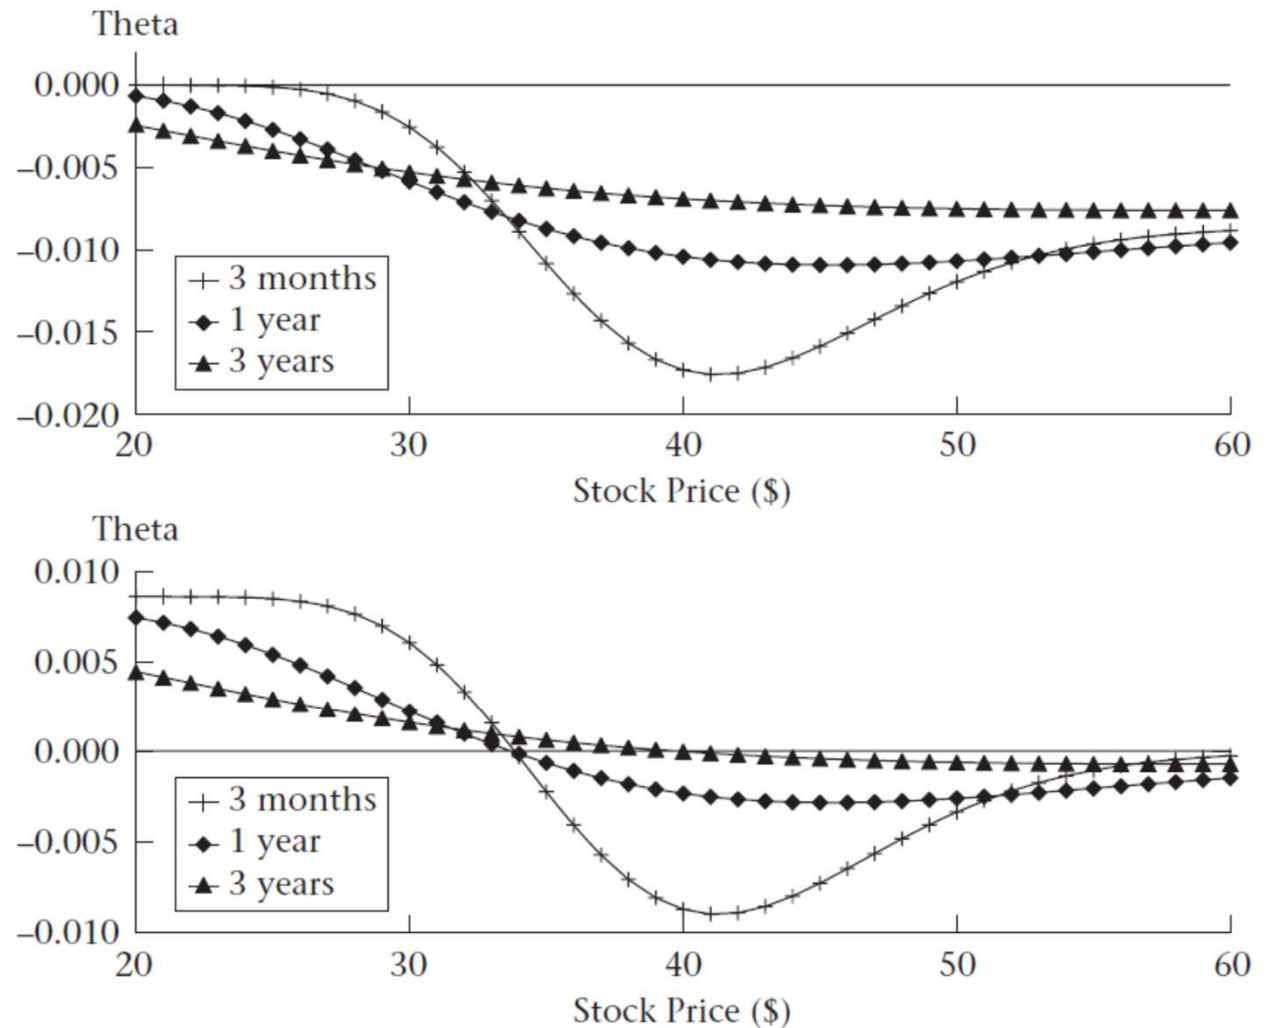 Theta
0.000
–0.005
–0.010
–0.015
–0.020
3 months
1 year
3 years
20 30 40 50 60
Stock Price ($)
Theta
0.010
0.005
0.000
–0.005
–0.010
3 months
1 year
3 years
20 30 40 50 60
Stock Price ($)